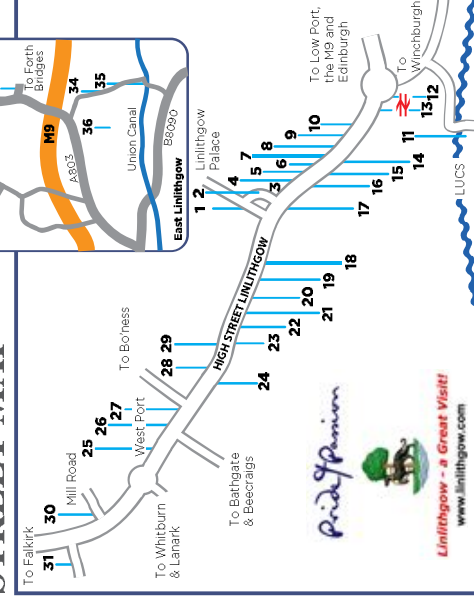 STREET MAP
To Falkirk
31
30
Mill Road
To Whitburn
& Lanark
25
26
27
West Port
To Bathgate
& Beecraigs
To Bo'ness
28
29
24
HIGH STREET LINLITHGOW
23
22
21
20
19
18
1
2
Linlithgow
Palace
4
3
5
6
7
8
9
10
17
16
15
14
11
13
12
To Low Port,
the M9 and
Edinburgh
To
Winchburgh
LUCS
East Linlithgow
M9
A803
To Forth
Bridges
34
35
36
Union Canal
B8090
Pride & Passion
Linlithgow - a Great Visit!
www.linlithgow.com